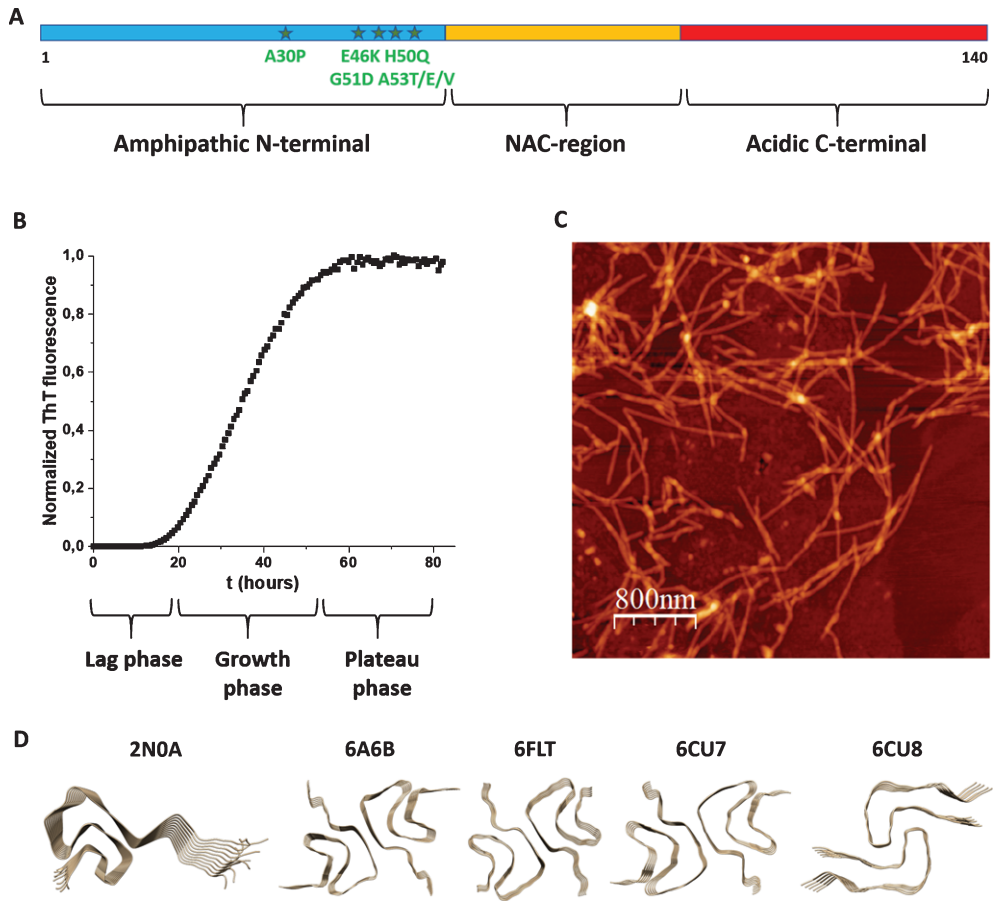 A
A30P
E46K H50Q
G51D A53T/E/V
1
140
Amphipathic N-terminal
NAC-region
Acidic C-terminal
B
Normalized ThT fluorescence
1,0
0,8
0,6
0,4
0,2
0,0
0
20
40
60
80
t (hours)
Lag phase
Growth
phase
Plateau
phase
C
800nm
D
2N0A
6A6B
6FLT
6CU7
6CU8